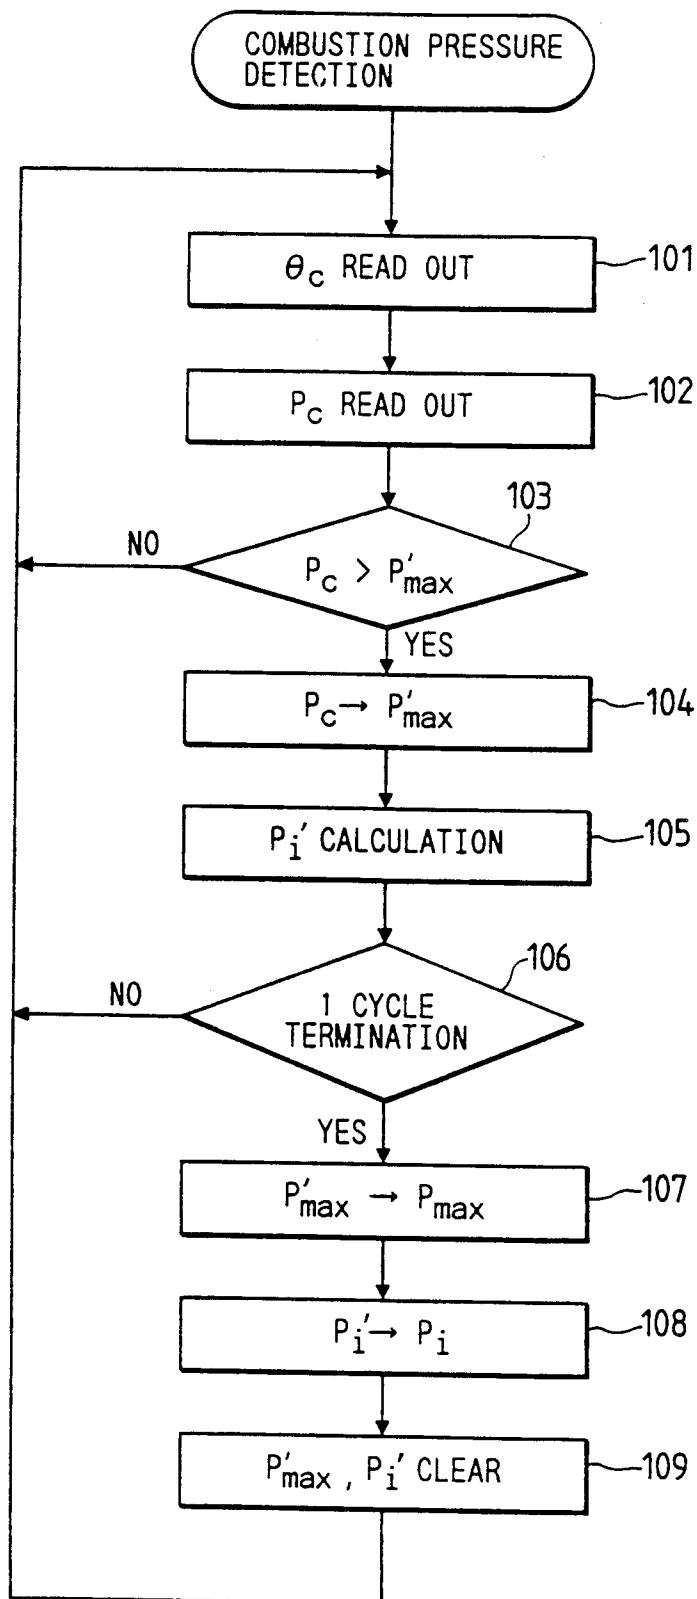 COMBUSTION PRESSURE
DETECTION
θc READ OUT
101
Pc READ OUT
102
103
NO
Pc > P'max
YES
Pc → P'max
104
Pi' CALCULATION
105
106
NO
1 CYCLE
TERMINATION
YES
P'max → Pmax
107
Pi' → Pi
108
P'max , Pi' CLEAR
109